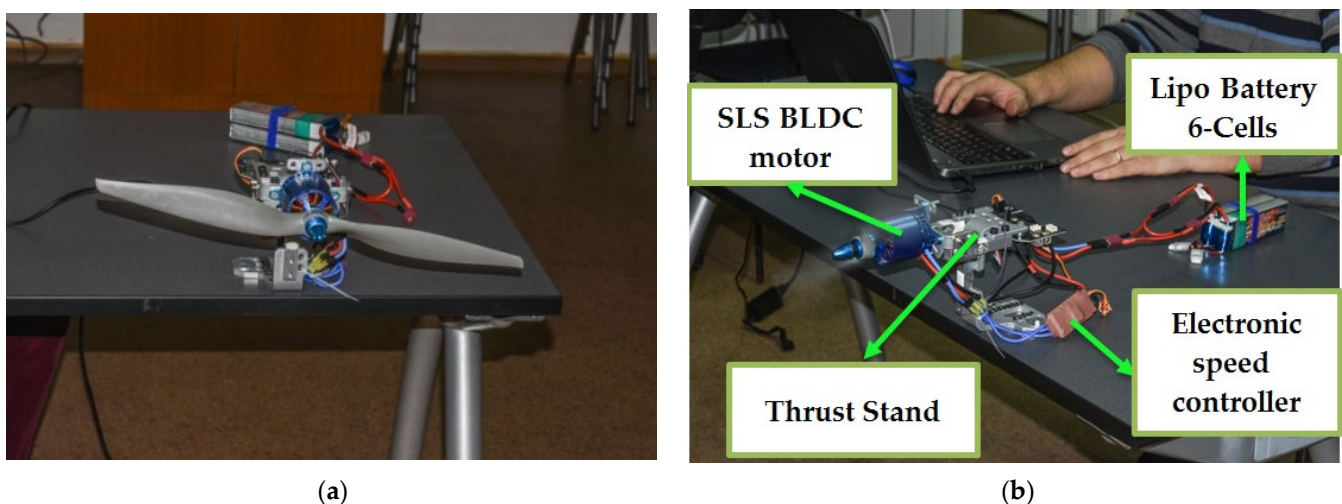 SLS BLDC
motor
Lipo Battery
6-Cells
Thrust Stand
Electronic
speed
controller
(a)
(b)